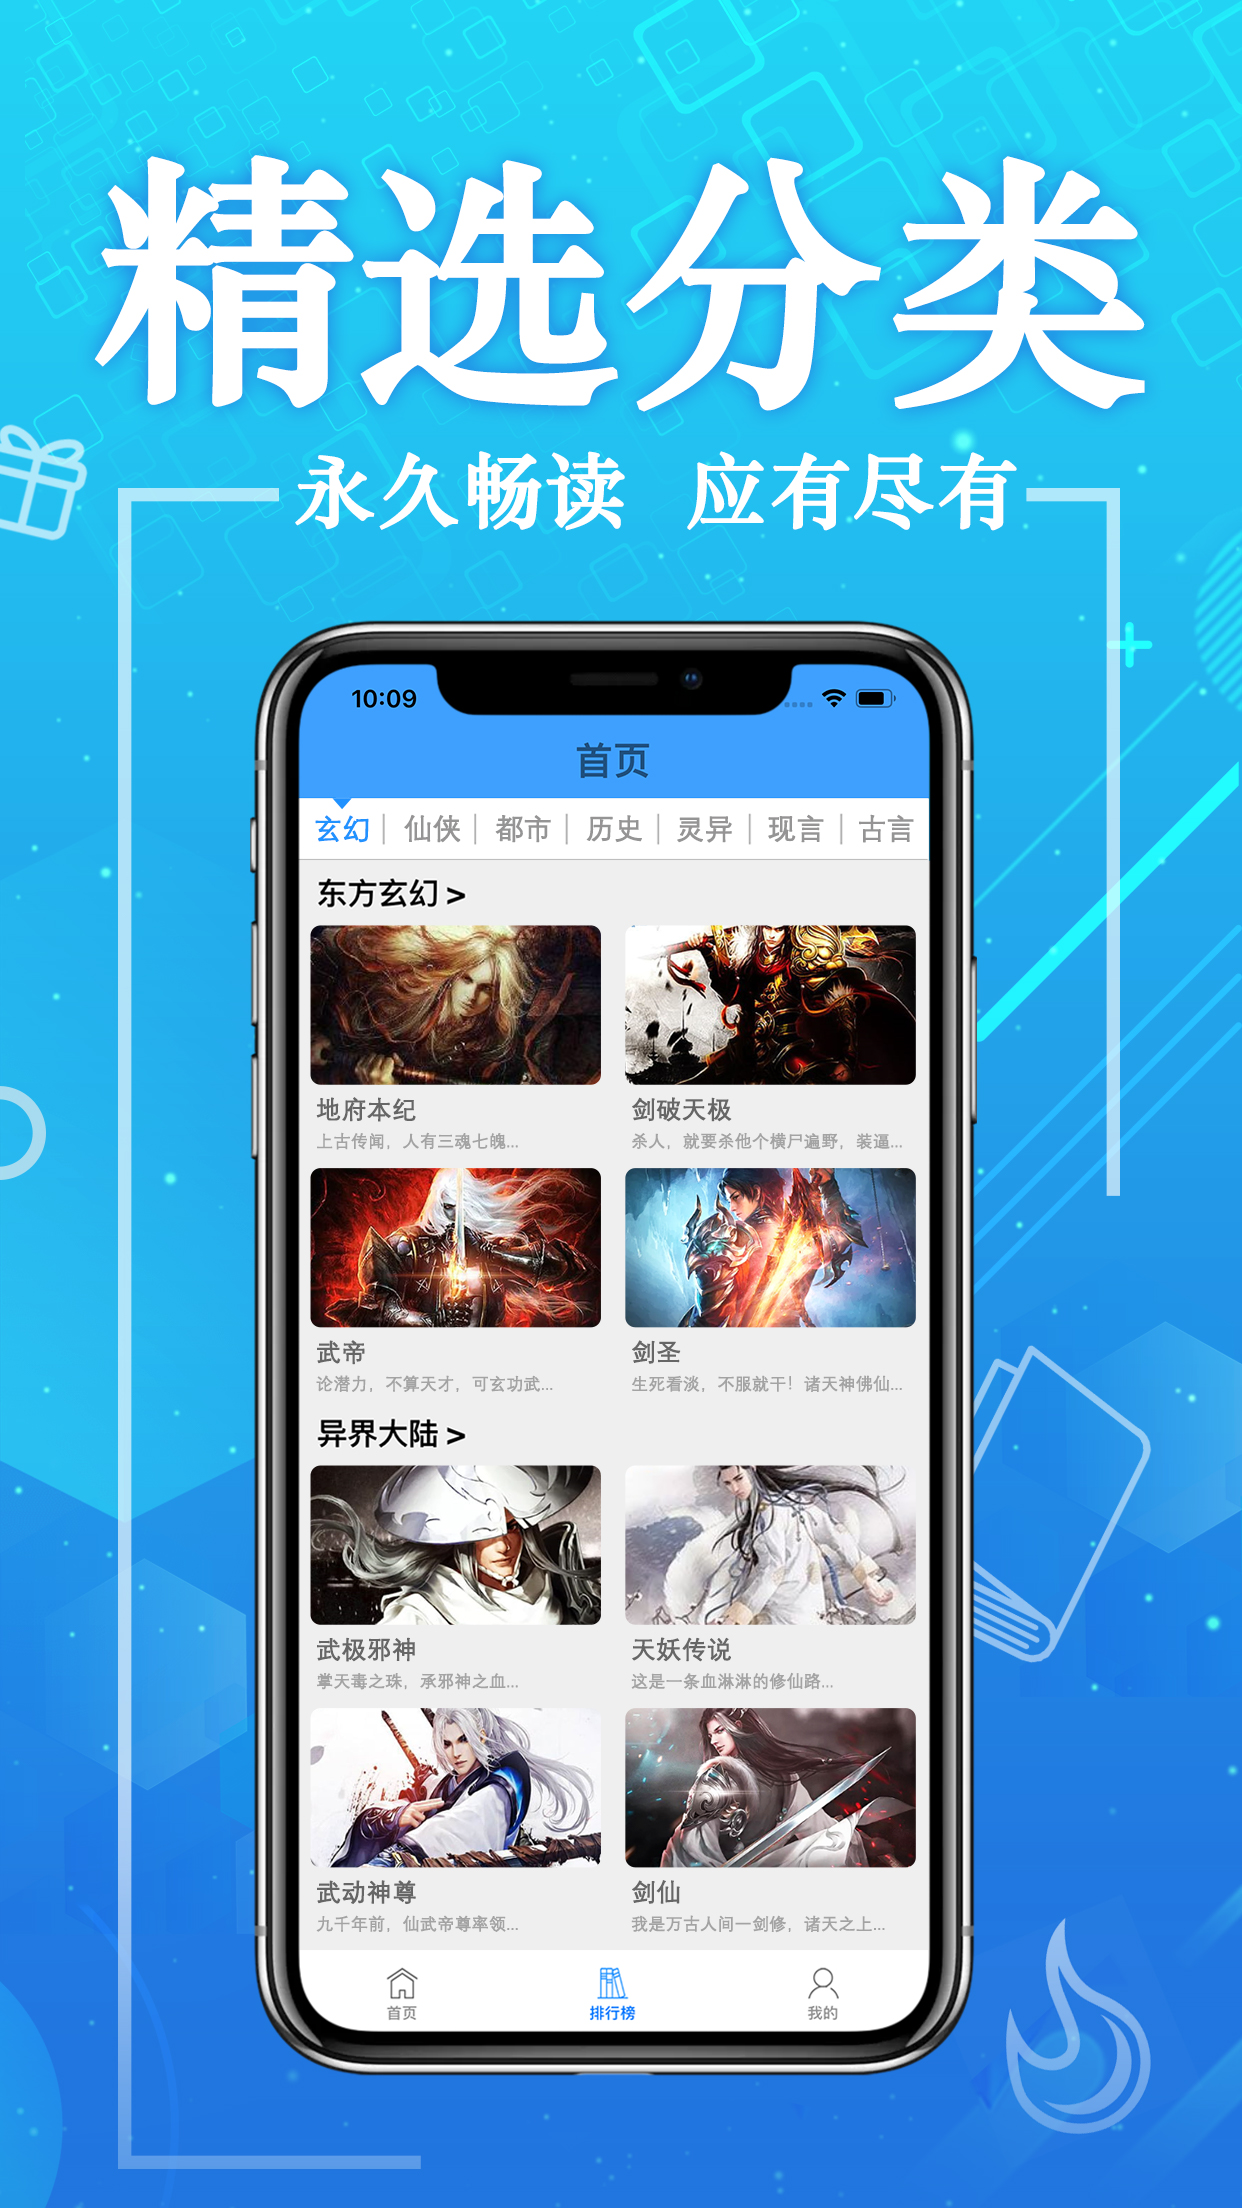 精选分类
永久畅读 应有尽有
10:09
首页
玄幻 | 仙侠 | 都市 | 历史 | 灵异 | 现言 | 古言
东方玄幻 >
地府本纪 剑破天极
上古传闻，人有三魂七魄... 杀人，就要杀他个横尸遍野，装逼...
武帝 剑圣
论潜力，不算天才，可玄功武... 生死看淡，不服就干！诸天神佛仙...
异界大陆 >
武极邪神 天妖传说
掌天毒之珠，承邪神之血... 这是一条血淋淋的修仙路...
武动神尊 剑仙
九千年前，仙武帝尊率领... 我是万古人间一剑修，诸天之上...
首页 排行榜 我的